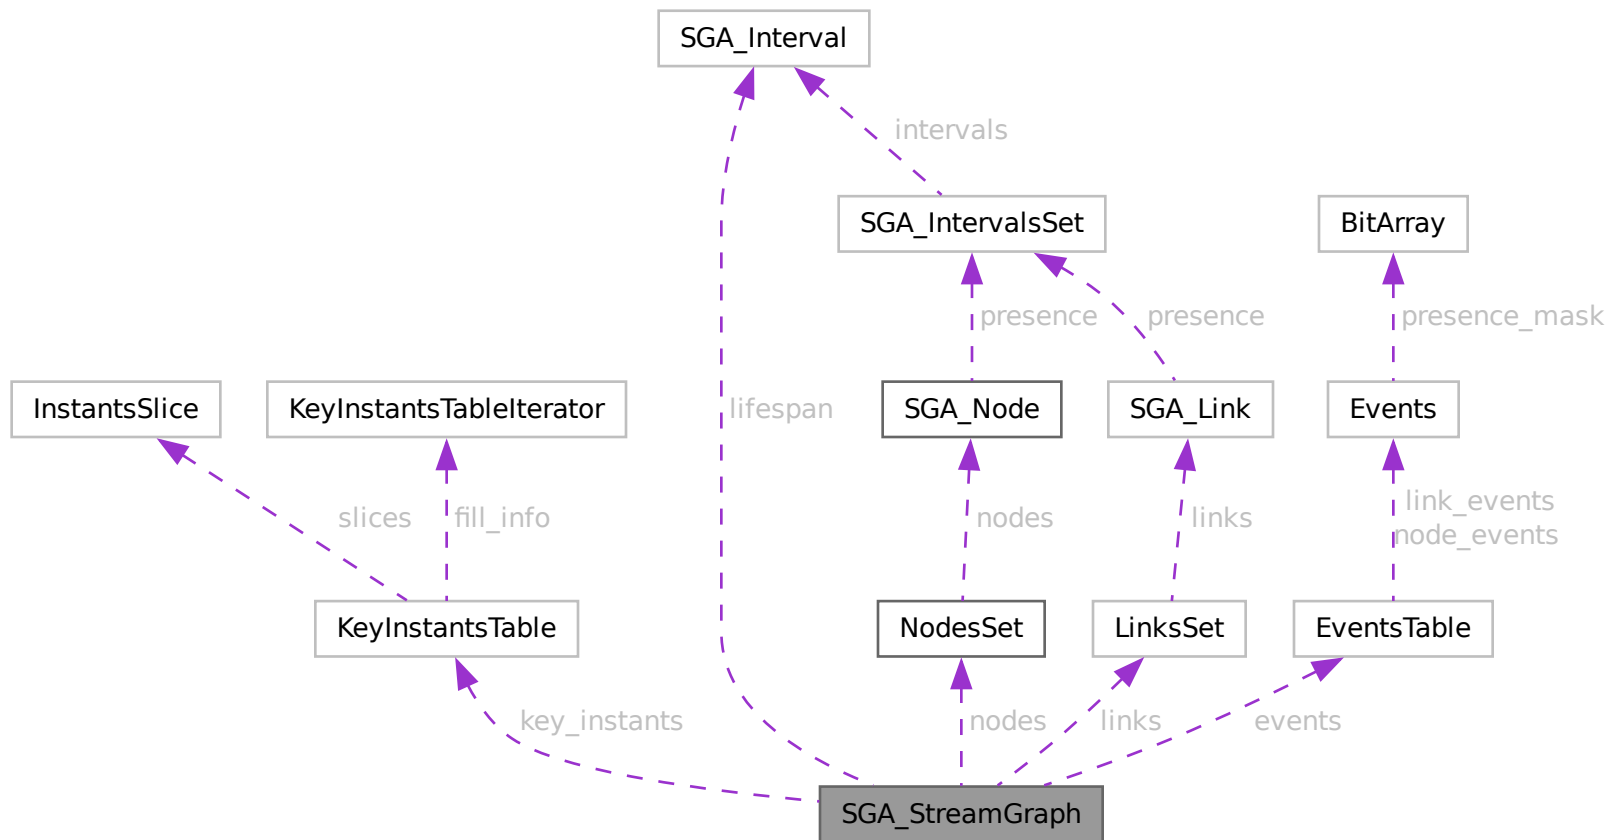 SGA_Interval
intervals
SGA_IntervalsSet
BitArray
presence
presence
presence_mask
InstantsSlice
KeyInstantsTableIterator
lifespan
SGA_Node
SGA_Link
Events
slices
fill_info
nodes
links
link_events
node_events
KeyInstantsTable
NodesSet
LinksSet
EventsTable
key_instants
nodes
links
events
SGA_StreamGraph